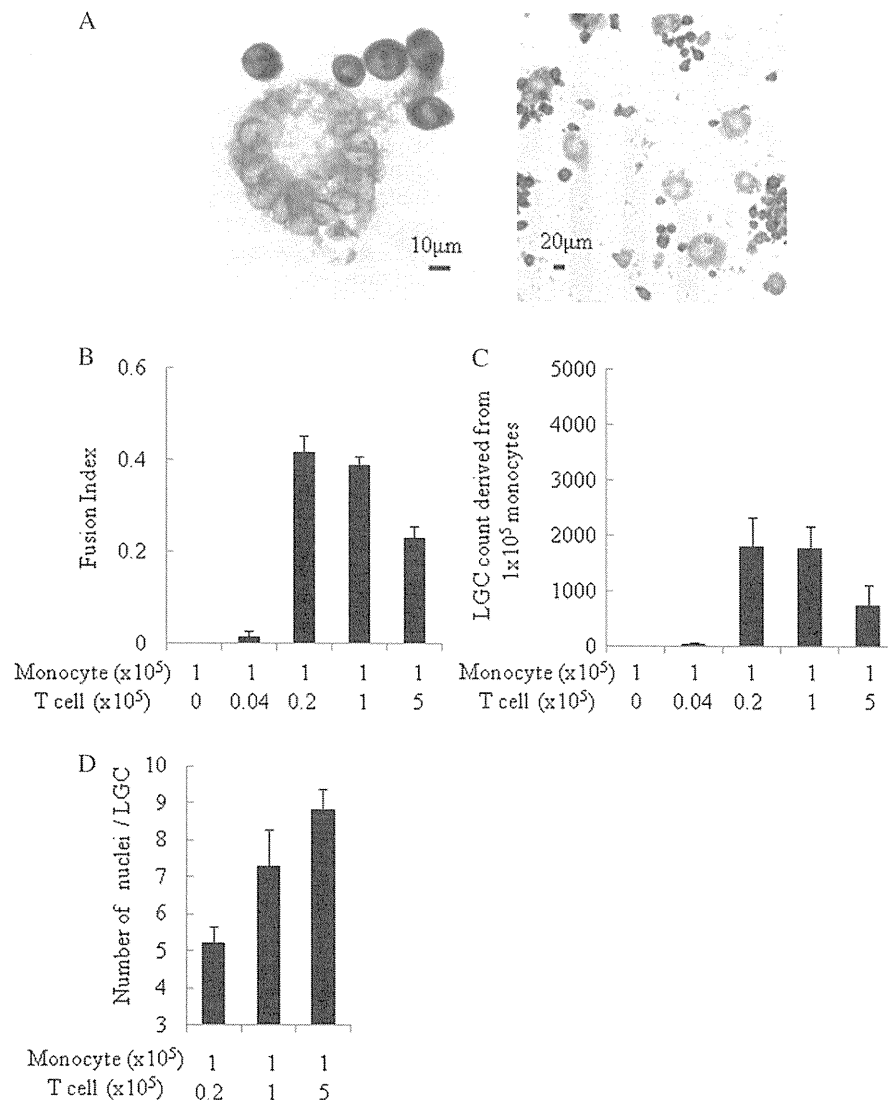 A
10µm
20µm
B
Fusion Index
0.6
0.4
0.2
0
Monocyte (x10⁵) 1 1 1 1 1
T cell (x10⁵) 0 0.04 0.2 1 5
C
LGC count derived from
1x10⁵ monocytes
5000
4000
3000
2000
1000
0
Monocyte (x10⁵) 1 1 1 1 1
T cell (x10⁵) 0 0.04 0.2 1 5
D
Number of nuclei / LGC
10
9
8
7
6
5
4
3
Monocyte (x10⁵) 1 1 1
T cell (x10⁵) 0.2 1 5